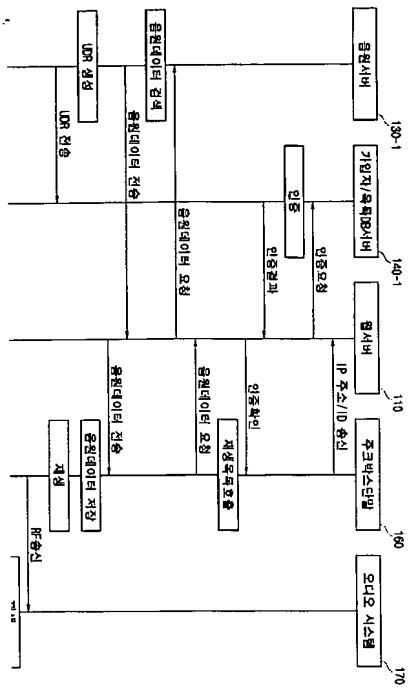 음원서버
가입자/목록DB서버
웹서버
주크박스단말
오디오 시스템
130-1
140-1
110
160
170
IP 주소/ID 송신
인증요청
인증
인증결과
인증확인
재생목록호출
음원데이터 요청
음원데이터 요청
음원데이터 검색
음원데이터 전송
음원데이터 전송
음원데이터 저장
UDR 생성
재생
UDR 전송
RF송신